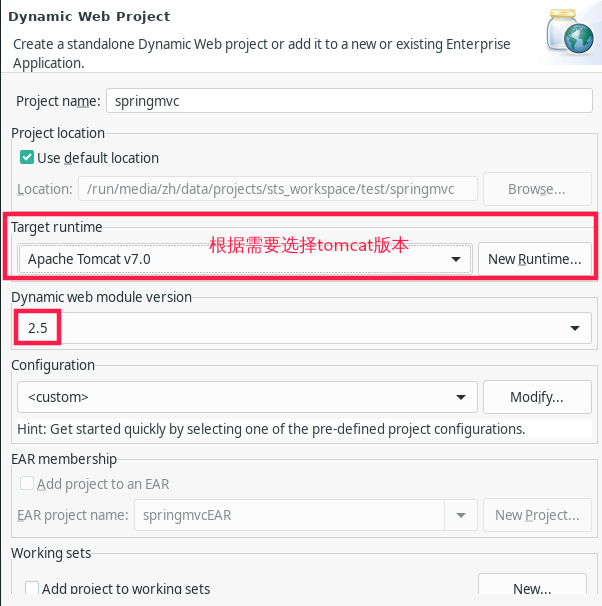 Dynamic Web Project
Create a standalone Dynamic Web project or add it to a new or existing Enterprise
Application.
Project name: springmvc
Project location
Use default location
Location: /run/media/zh/data/projects/sts_workspace/test/springmvc Browse...
Target runtime
根据需要选择tomcat版本
Apache Tomcat v7.0 New Runtime...
Dynamic web module version
2.5
Configuration
<custom> Modify...
Hint: Get started quickly by selecting one of the pre-defined project configurations.
EAR membership
Add project to an EAR
EAR project name: springmvcEAR New Project...
Working sets
Add project to working sets New...